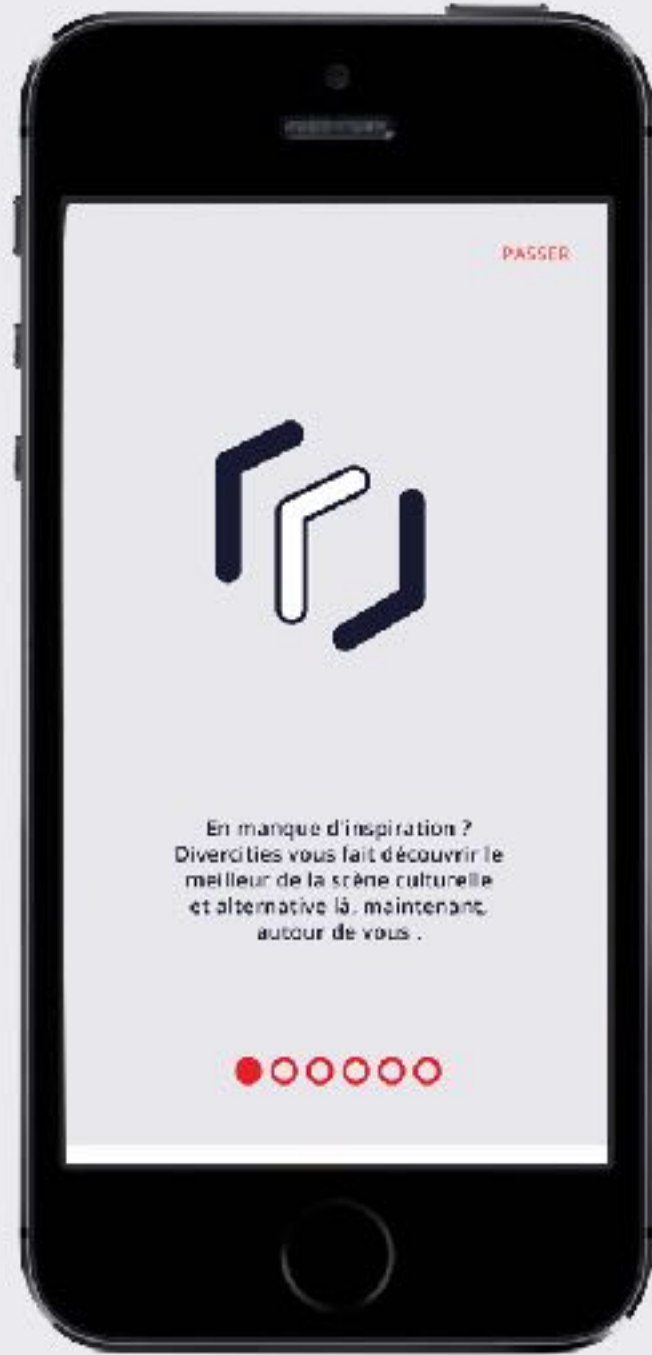 PASSER
En manque d'inspiration ?
Divercities vous fait découvrir le
meilleur de la scène culturelle
et alternative là, maintenant,
autour de vous .